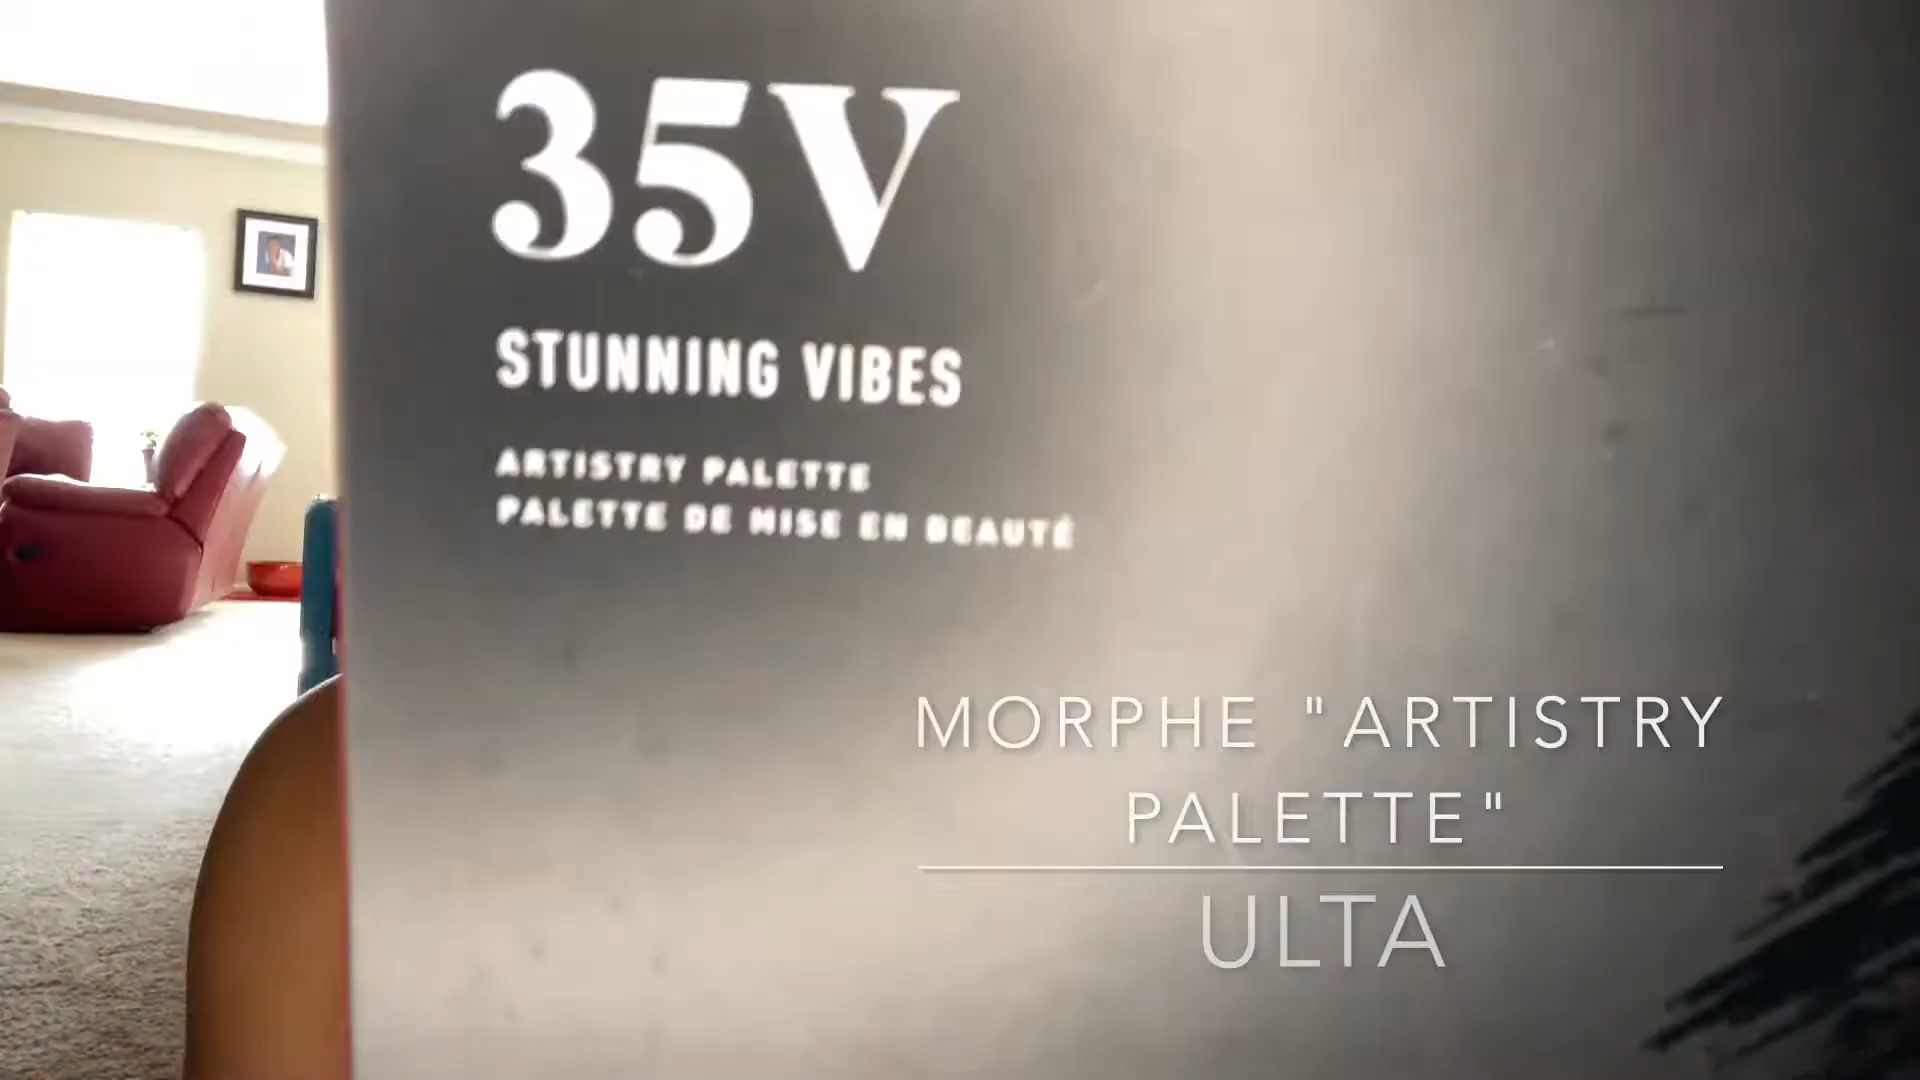 35V
STUNNING VIBES
ARTISTRY PALETTE
PALETTE DE MISE EN BEAUTÉ
MORPHE "ARTISTRY
PALETTE"
ULTA